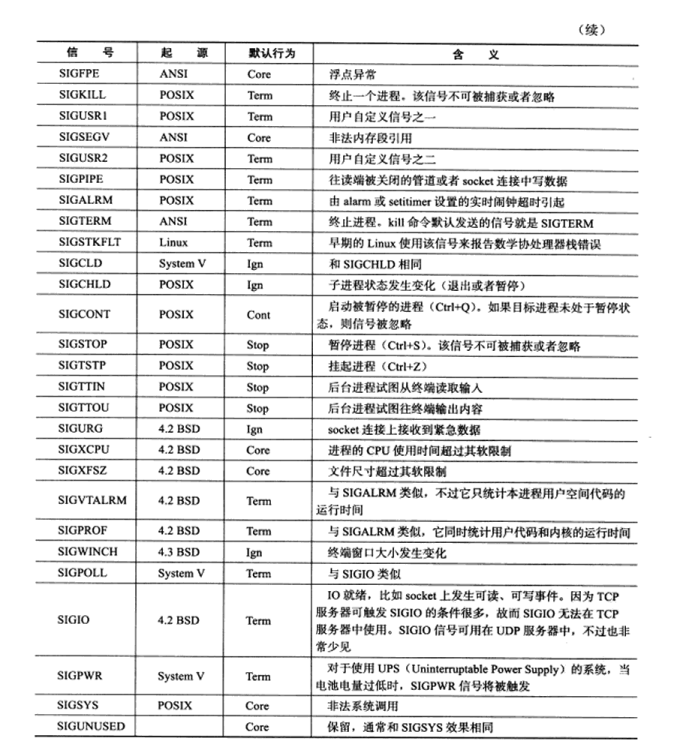 （续）
信 号 起 源 默认行为 含 义
SIGFPE ANSI Core 浮点异常
SIGKILL POSIX Term 终止一个进程。该信号不可被捕获或者忽略
SIGUSR1 POSIX Term 用户自定义信号之一
SIGSEGV ANSI Core 非法内存段引用
SIGUSR2 POSIX Term 用户自定义信号之二
SIGPIPE POSIX Term 往读端被关闭的管道或者 socket 连接中写数据
SIGALRM POSIX Term 由 alarm 或 setitimer 设置的实时闹钟超时引起
SIGTERM ANSI Term 终止进程。kill 命令默认发送的信号就是 SIGTERM
SIGSTKFLT Linux Term 早期的 Linux 使用该信号来报告数学协处理器栈错误
SIGCLD System V Ign 和 SIGCHLD 相同
SIGCHLD POSIX Ign 子进程状态发生变化（退出或者暂停）
SIGCONT POSIX Cont 启动被暂停的进程（Ctrl+Q）。如果目标进程未处于暂停状
态，则信号被忽略
SIGSTOP POSIX Stop 暂停进程（Ctrl+S）。该信号不可被捕获或者忽略
SIGTSTP POSIX Stop 挂起进程（Ctrl+Z）
SIGTTIN POSIX Stop 后台进程试图从终端读取输入
SIGTTOU POSIX Stop 后台进程试图往终端输出内容
SIGURG 4.2 BSD Ign socket 连接上接收到紧急数据
SIGXCPU 4.2 BSD Core 进程的 CPU 使用时间超过其软限制
SIGXFSZ 4.2 BSD Core 文件尺寸超过其软限制
SIGVTALRM 4.2 BSD Term 与 SIGALRM 类似，不过它只统计本进程用户空间代码的
运行时间
SIGPROF 4.2 BSD Term 与 SIGALRM 类似，它同时统计用户代码和内核的运行时间
SIGWINCH 4.3 BSD Ign 终端窗口大小发生变化
SIGPOLL System V Term 与 SIGIO 类似
SIGIO 4.2 BSD Term IO 就绪，比如 socket 上发生可读、可写事件。因为 TCP
服务器可触发 SIGIO 的条件很多，故而 SIGIO 无法在 TCP
服务器中使用。SIGIO 信号可用在 UDP 服务器中，不过也非
常少见
SIGPWR System V Term 对于使用 UPS（Uninterruptable Power Supply）的系统，当
电池电量过低时，SIGPWR 信号将被触发
SIGSYS POSIX Core 非法系统调用
SIGUNUSED Core 保留，通常和 SIGSYS 效果相同